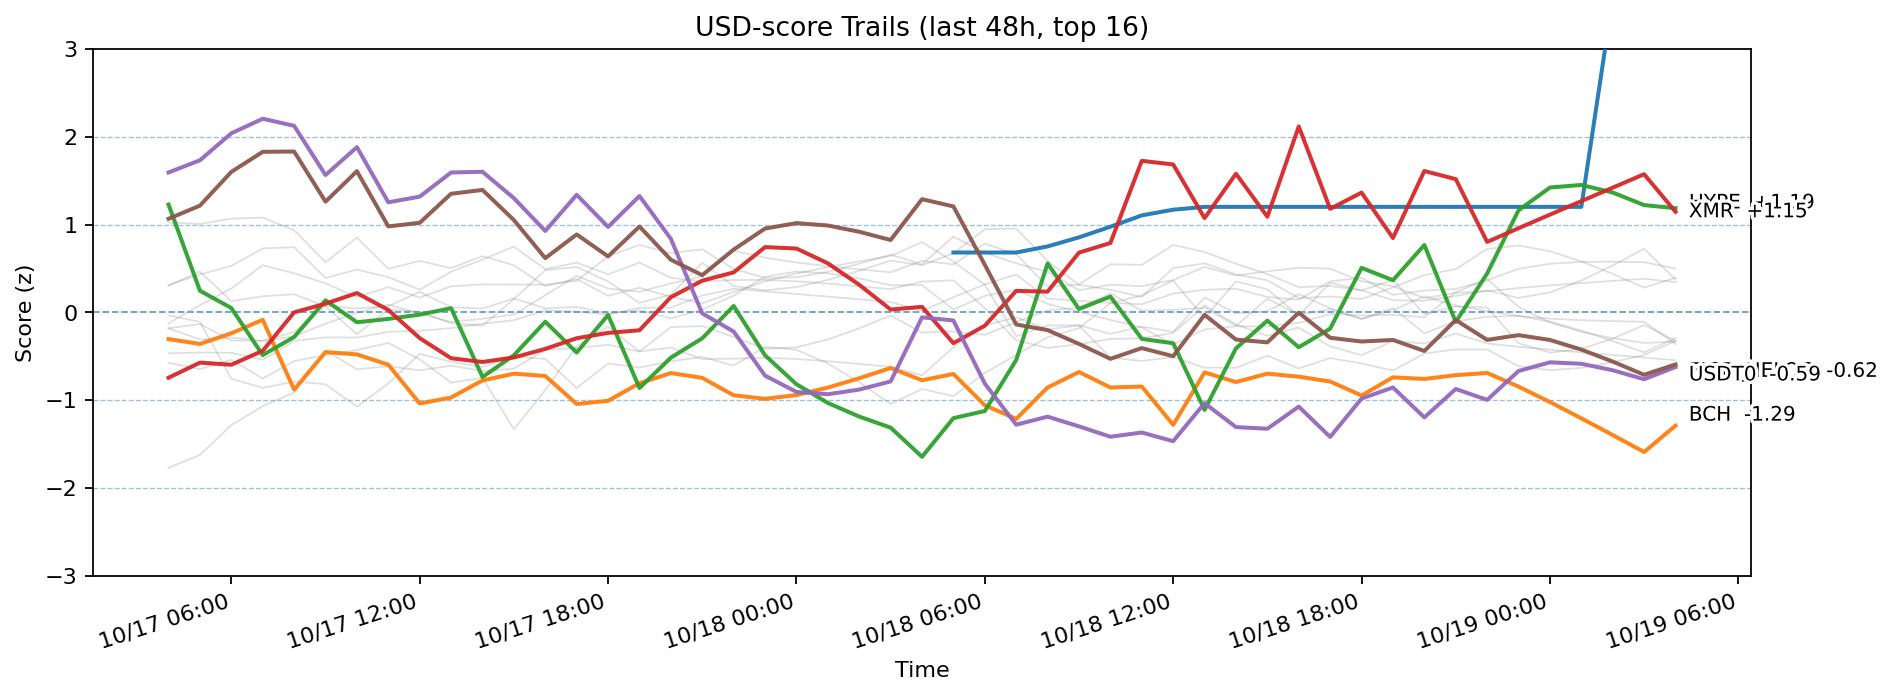 USD-score Trails (last 48h, top 16)
Score (z)
3
2
1
0
−1
−2
−3
HYPE +1.19
XMR +1.15
-0.62
USDT0 -0.59
BCH -1.29
10/17 06:00
10/17 12:00
10/17 18:00
10/18 00:00
10/18 06:00
10/18 12:00
10/18 18:00
10/19 00:00
10/19 06:00
Time